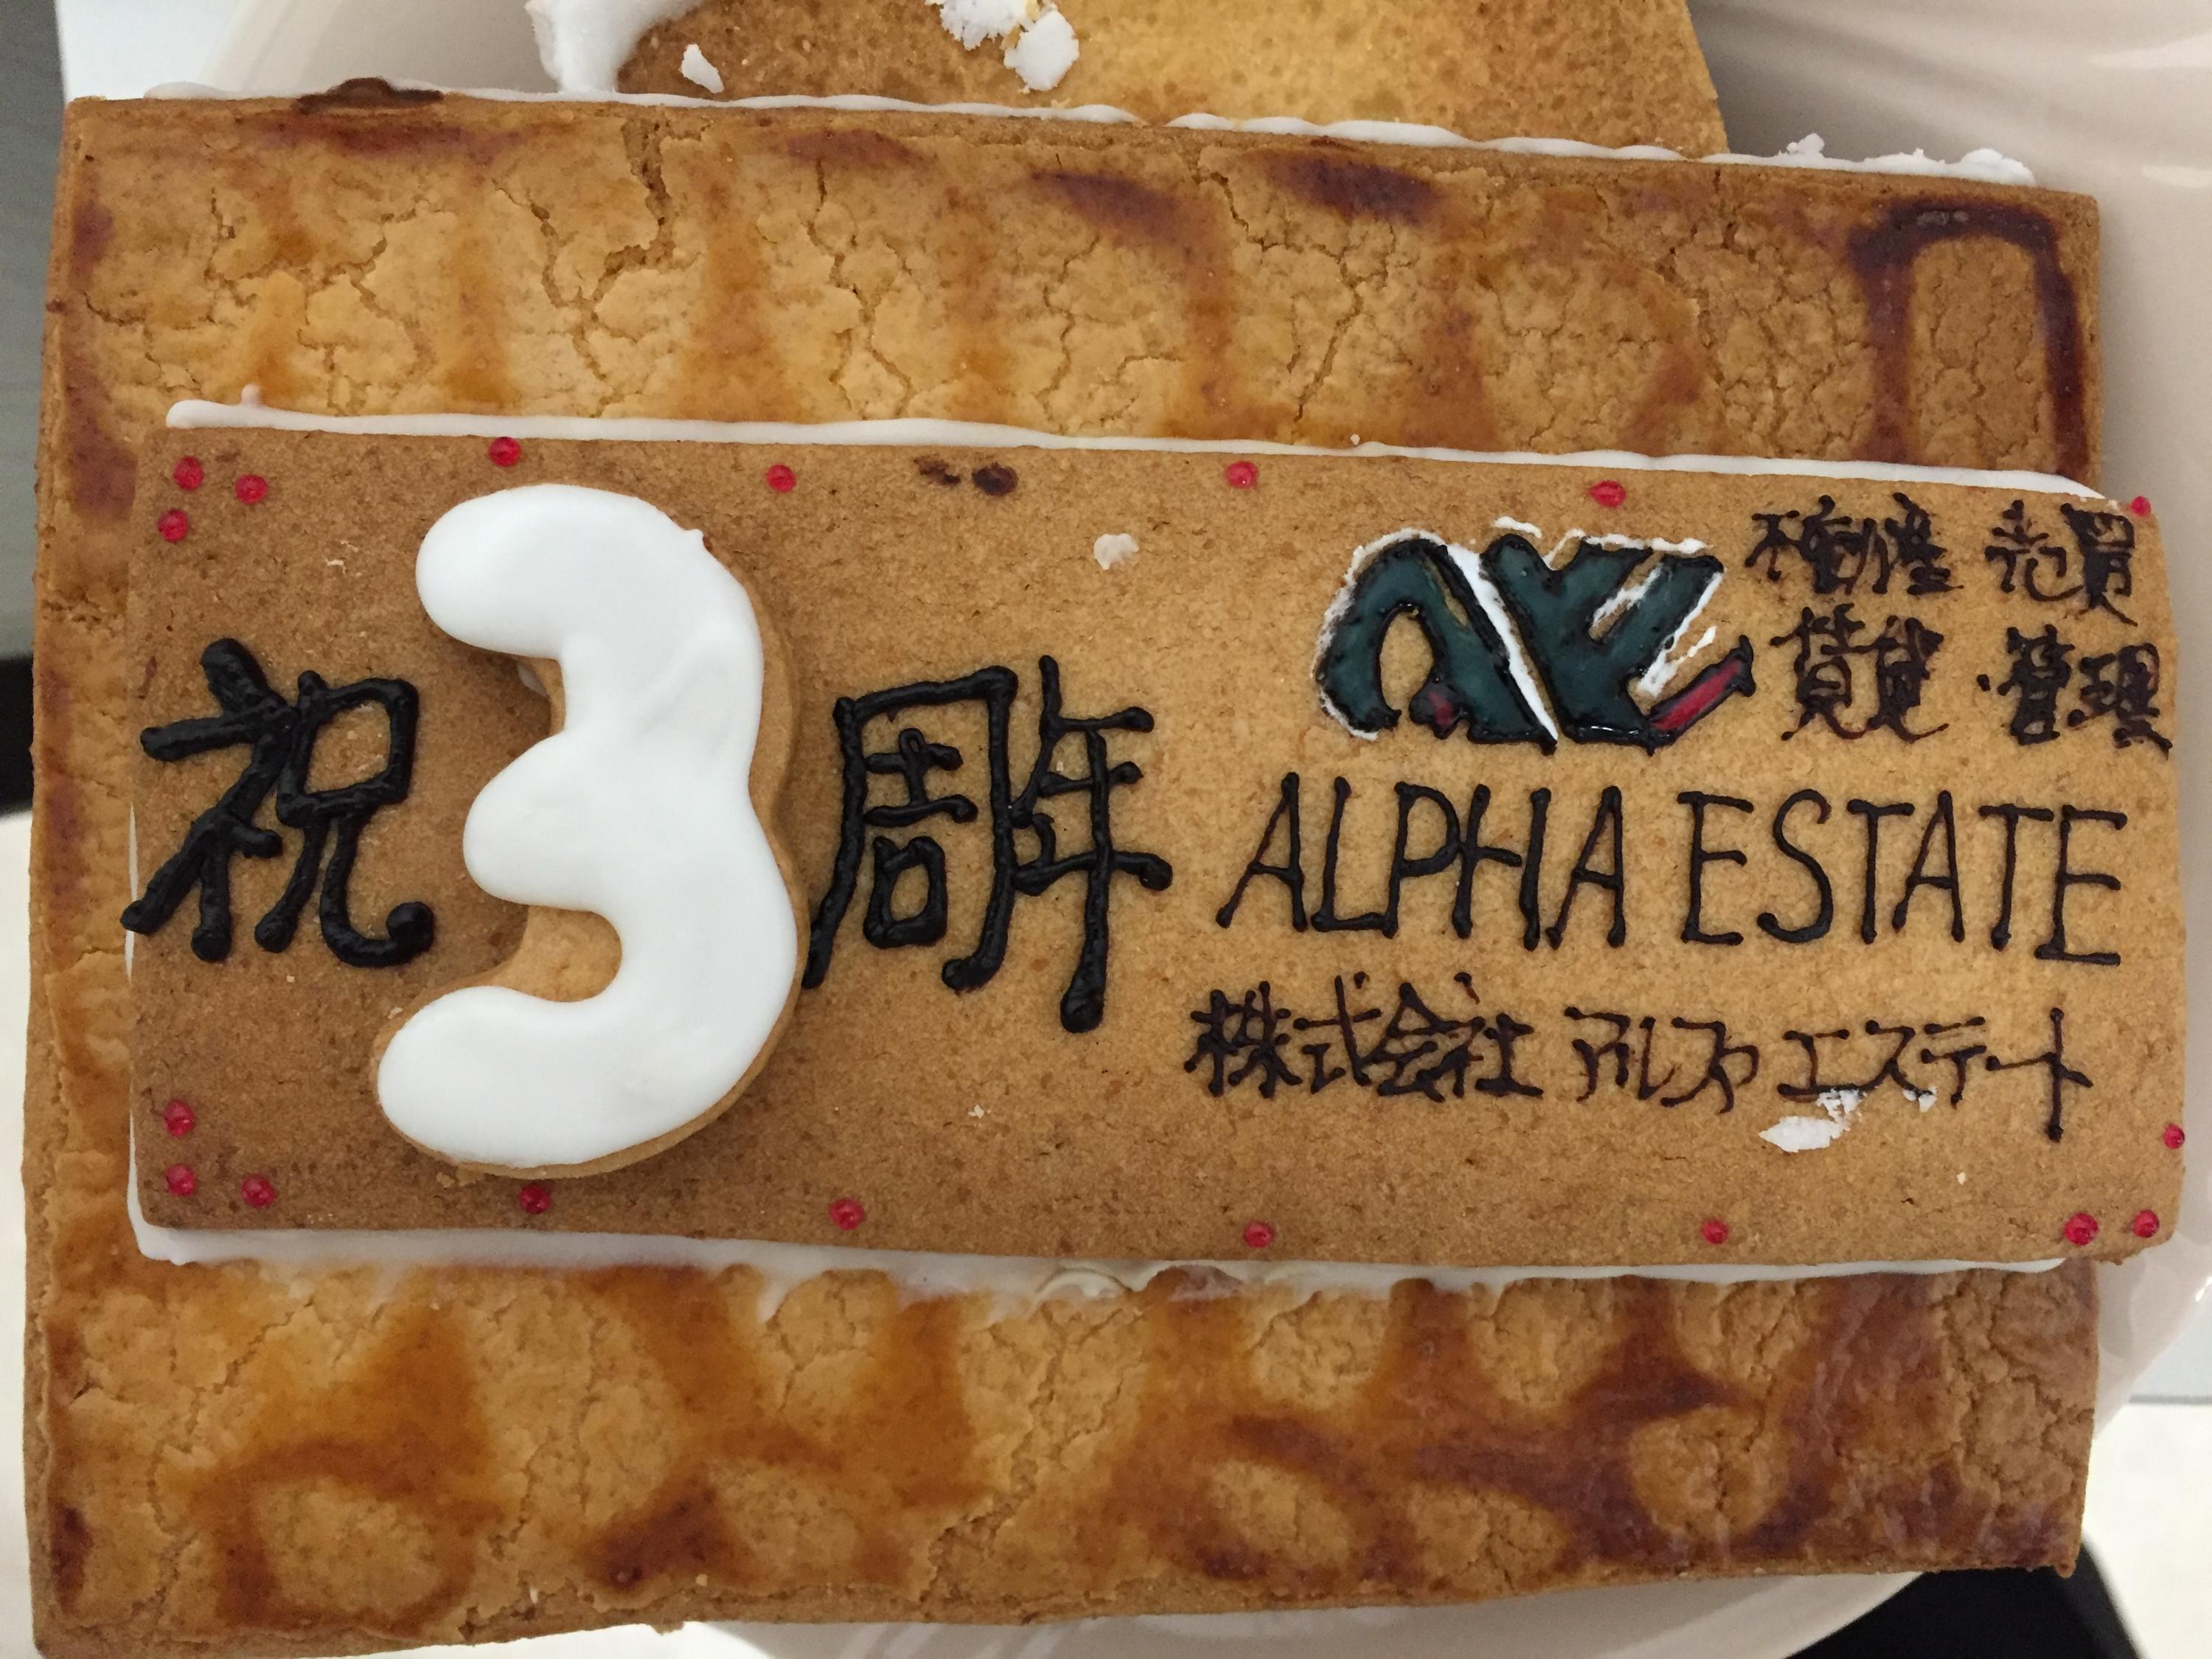 祝3周年
AE
不動産 売買
賃貸・管理
ALPHA ESTATE
株式会社 アルファエステート